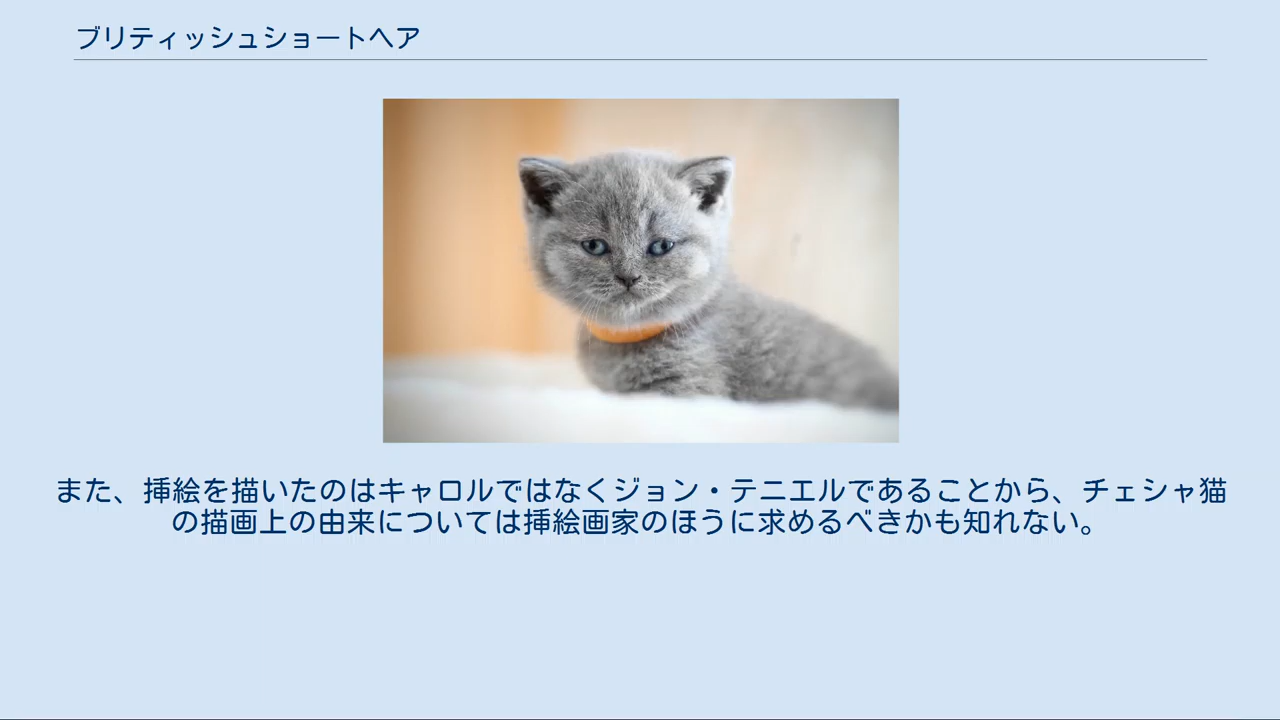 ブリティッシュショートヘア
また、挿絵を描いたのはキャロルではなくジョン・テニエルであることから、チェシャ猫
の描画上の由来については挿絵画家のほうに求めるべきかも知れない。